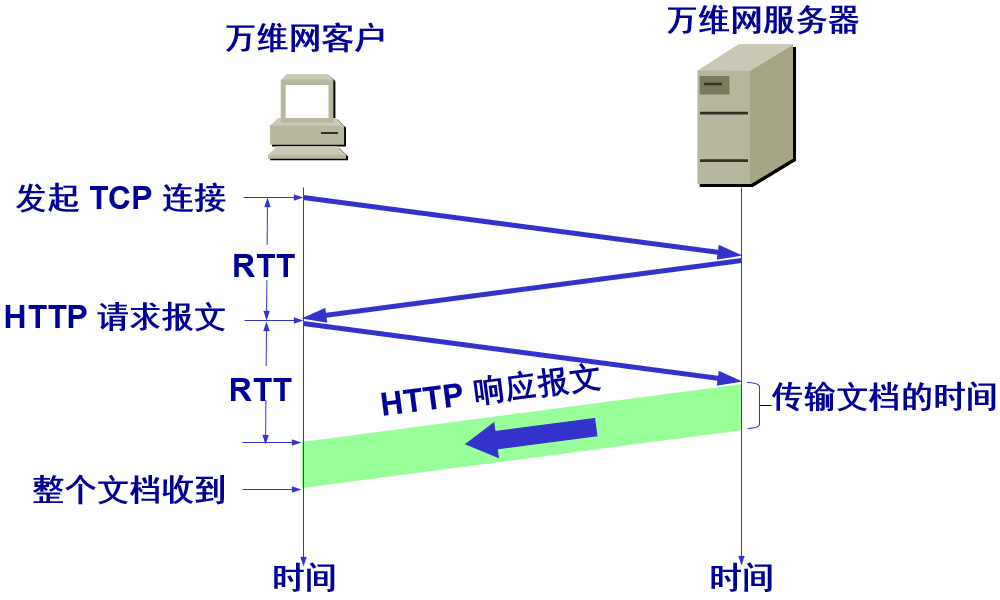 万维网客户
万维网服务器
发起 TCP 连接
RTT
HTTP 请求报文
RTT
HTTP 响应报文
传输文档的时间
整个文档收到
时间
时间